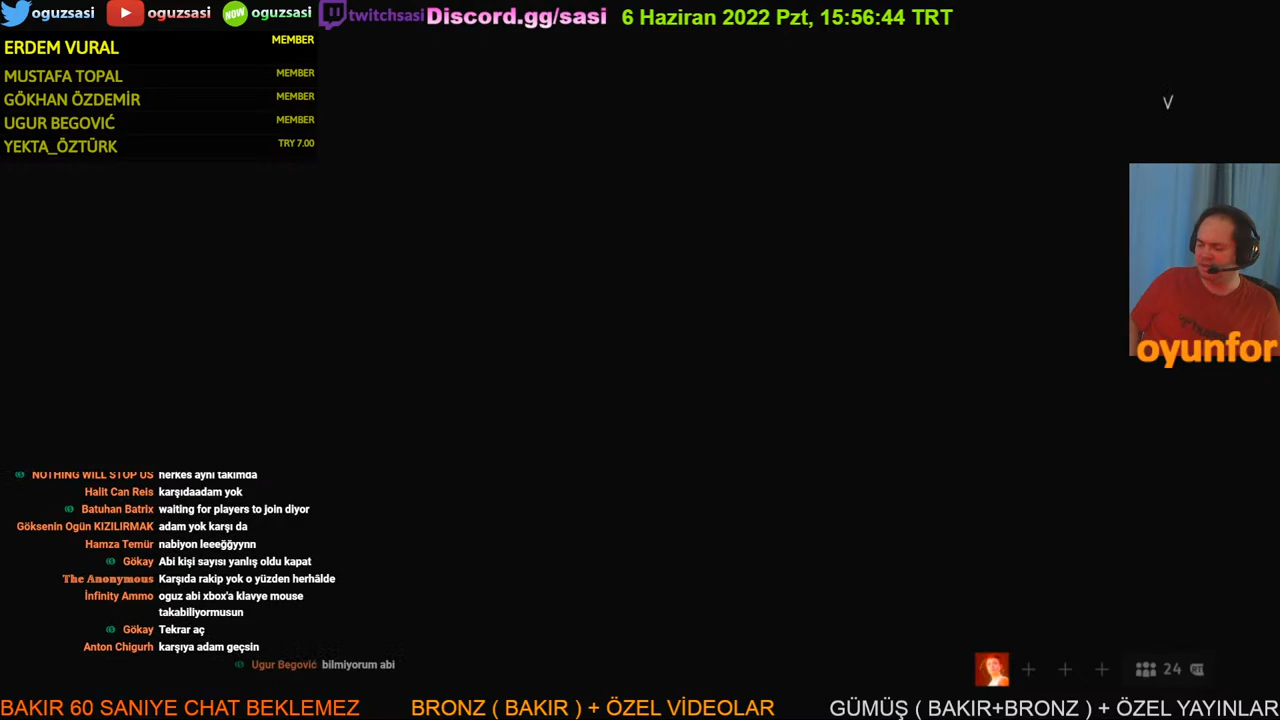 oguzsasi oguzsasi oguzsasi twitchsasi Discord.gg/sasi 6 Haziran 2022 Pzt, 15:56:44 TRT
ERDEM VURAL MEMBER
MUSTAFA TOPAL MEMBER
GÖKHAN ÖZDEMİR MEMBER
UGUR BEGOVIĆ MEMBER
YEKTA_ÖZTÜRK TRY 7.00
V
oyunfor
NOTHING WILL STOP US herkes aynı takımda
Halit Can Reis karşıdaadam yok
Batuhan Batrix waiting for players to join diyor
Göksenin Ogün KIZILIRMAK adam yok karşı da
Hamza Temür nabiyon leeeğğyynn
Gökay Abi kişi sayısı yanlış oldu kapat
The Anonymous Karşıda rakip yok o yüzden herhâlde
İnfinity Ammo oguz abi xbox'a klavye mouse
takabiliyormusun
Gökay Tekrar aç
Anton Chigurh karşıya adam geçsin
Ugur Begović bilmiyorum abi
24 RT
BAKIR 60 SANIYE CHAT BEKLEMEZ BRONZ ( BAKIR ) + ÖZEL VİDEOLAR GÜMÜŞ ( BAKIR+BRONZ ) + ÖZEL YAYINLAR